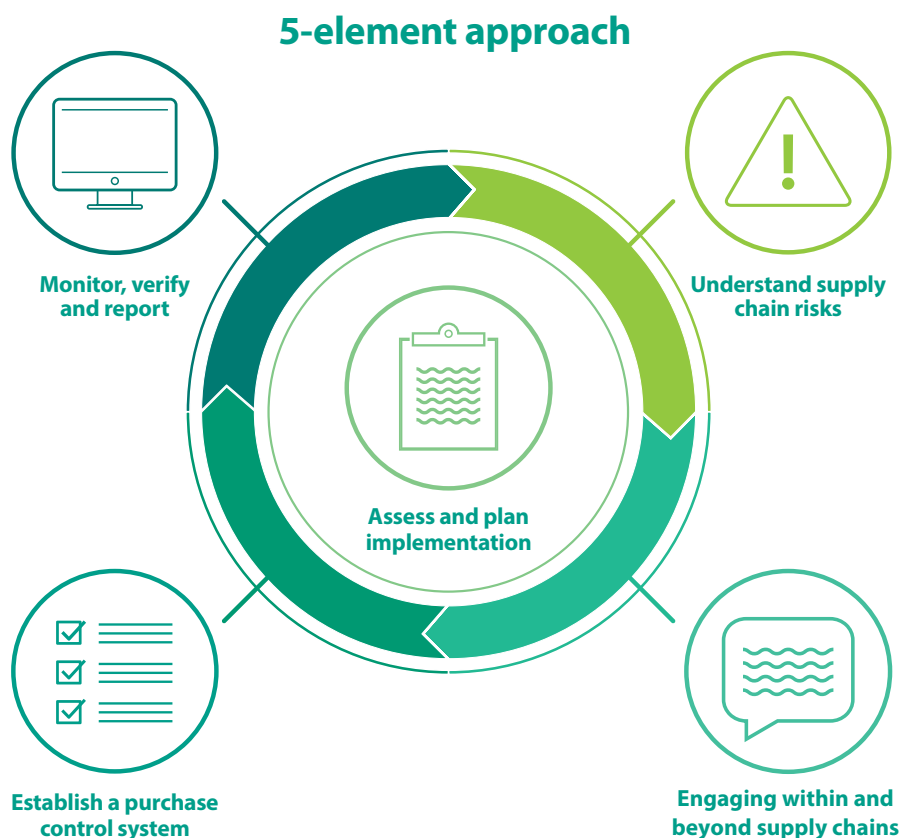 5-element approach
Monitor, verify
and report
Understand supply
chain risks
Assess and plan
implementation
Establish a purchase
control system
Engaging within and
beyond supply chains